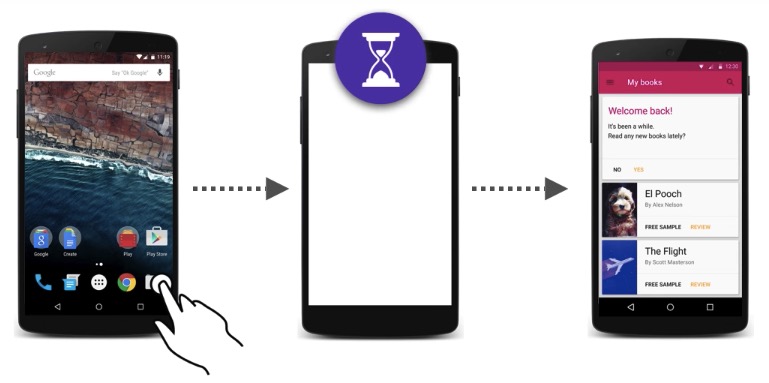 11:19
Google
Say "Ok Google"
Google
Create
Play
Play Store
12:30
My books
Welcome back!
It's been a while.
Read any new books lately?
NO YES
El Pooch
By Alex Nelson
FREE SAMPLE REVIEW
The Flight
By Scott Masterson
FREE SAMPLE REVIEW